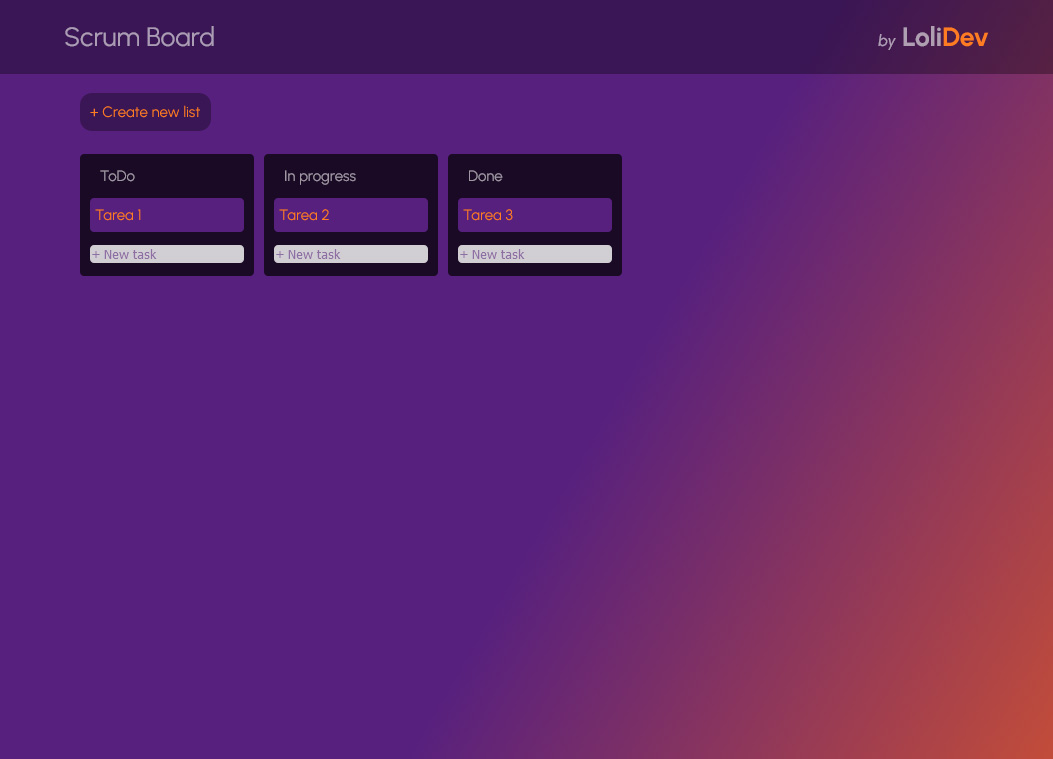 Scrum Board
by LoliDev
+ Create new list
ToDo
In progress
Done
Tarea 1
Tarea 2
Tarea 3
+ New task
+ New task
+ New task